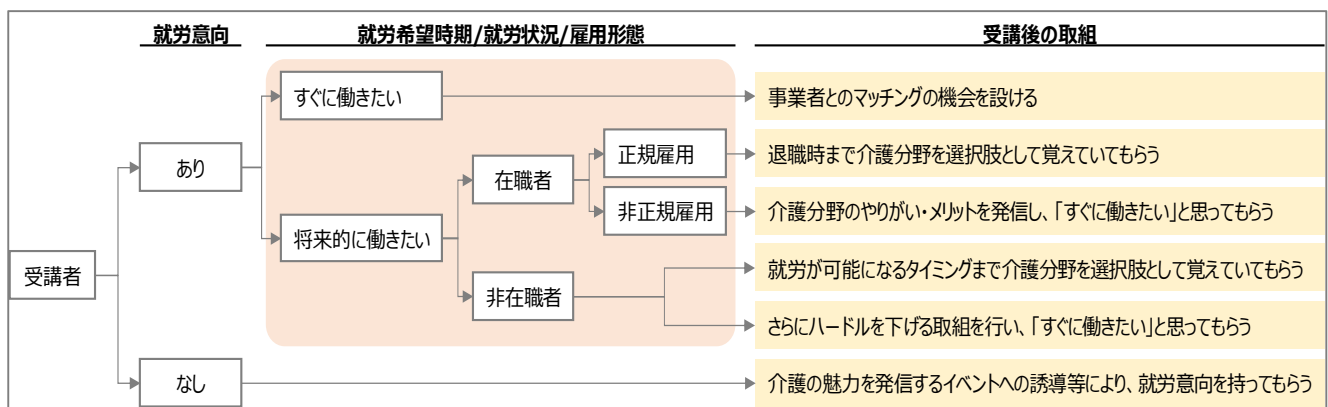 就労意向
就労希望時期/就労状況/雇用形態
受講後の取組
すぐに働きたい
事業者とのマッチングの機会を設ける
正規雇用
退職時まで介護分野を選択肢として覚えていてもらう
あり
在職者
非正規雇用
介護分野のやりがい・メリットを発信し、「すぐに働きたい」と思ってもらう
将来的に働きたい
受講者
就労が可能になるタイミングまで介護分野を選択肢として覚えていてもらう
非在職者
さらにハードルを下げる取組を行い、「すぐに働きたい」と思ってもらう
なし
介護の魅力を発信するイベントへの誘導等により、就労意向を持ってもらう